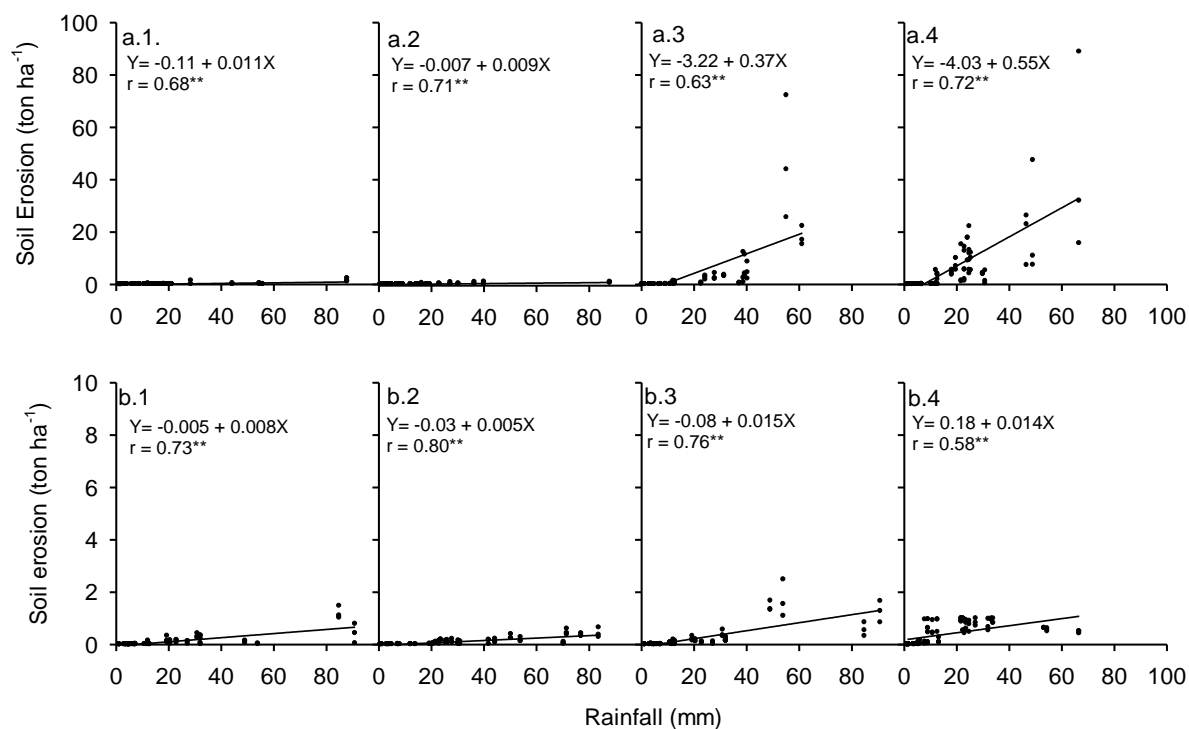 Soil Erosion (ton ha⁻¹)
100
80
60
40
20
0
a.1.
Y= -0.11 + 0.011X
r = 0.68**
a.2
Y= -0.007 + 0.009X
r = 0.71**
a.3
Y= -3.22 + 0.37X
r = 0.63**
a.4
Y= -4.03 + 0.55X
r = 0.72**
0 20 40 60 80 0 20 40 60 80 0 20 40 60 80 0 20 40 60 80 100
Soil erosion (ton ha⁻¹)
10
8
6
4
2
0
b.1
Y= -0.005 + 0.008X
r = 0.73**
b.2
Y= -0.03 + 0.005X
r = 0.80**
b.3
Y= -0.08 + 0.015X
r = 0.76**
b.4
Y= 0.18 + 0.014X
r = 0.58**
0 20 40 60 80 0 20 40 60 80 0 20 40 60 80 0 20 40 60 80 100
Rainfall (mm)